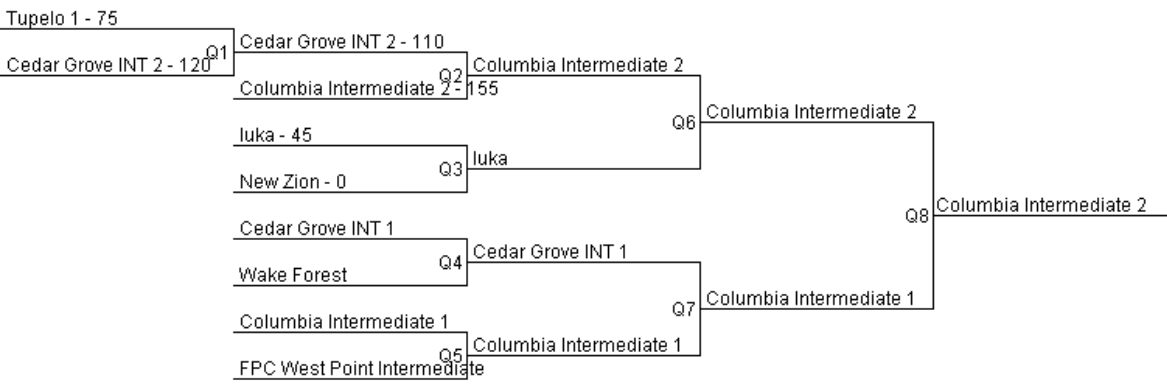 Tupelo 1 - 75
Q1
Cedar Grove INT 2 - 120
Cedar Grove INT 2 - 110
Q2
Columbia Intermediate 2 - 155
Columbia Intermediate 2
Iuka - 45
Q3
New Zion - 0
Iuka
Q6
Columbia Intermediate 2
Cedar Grove INT 1
Q4
Wake Forest
Cedar Grove INT 1
Columbia Intermediate 1
Q5
FPC West Point Intermediate
Columbia Intermediate 1
Q7
Columbia Intermediate 1
Q8
Columbia Intermediate 2